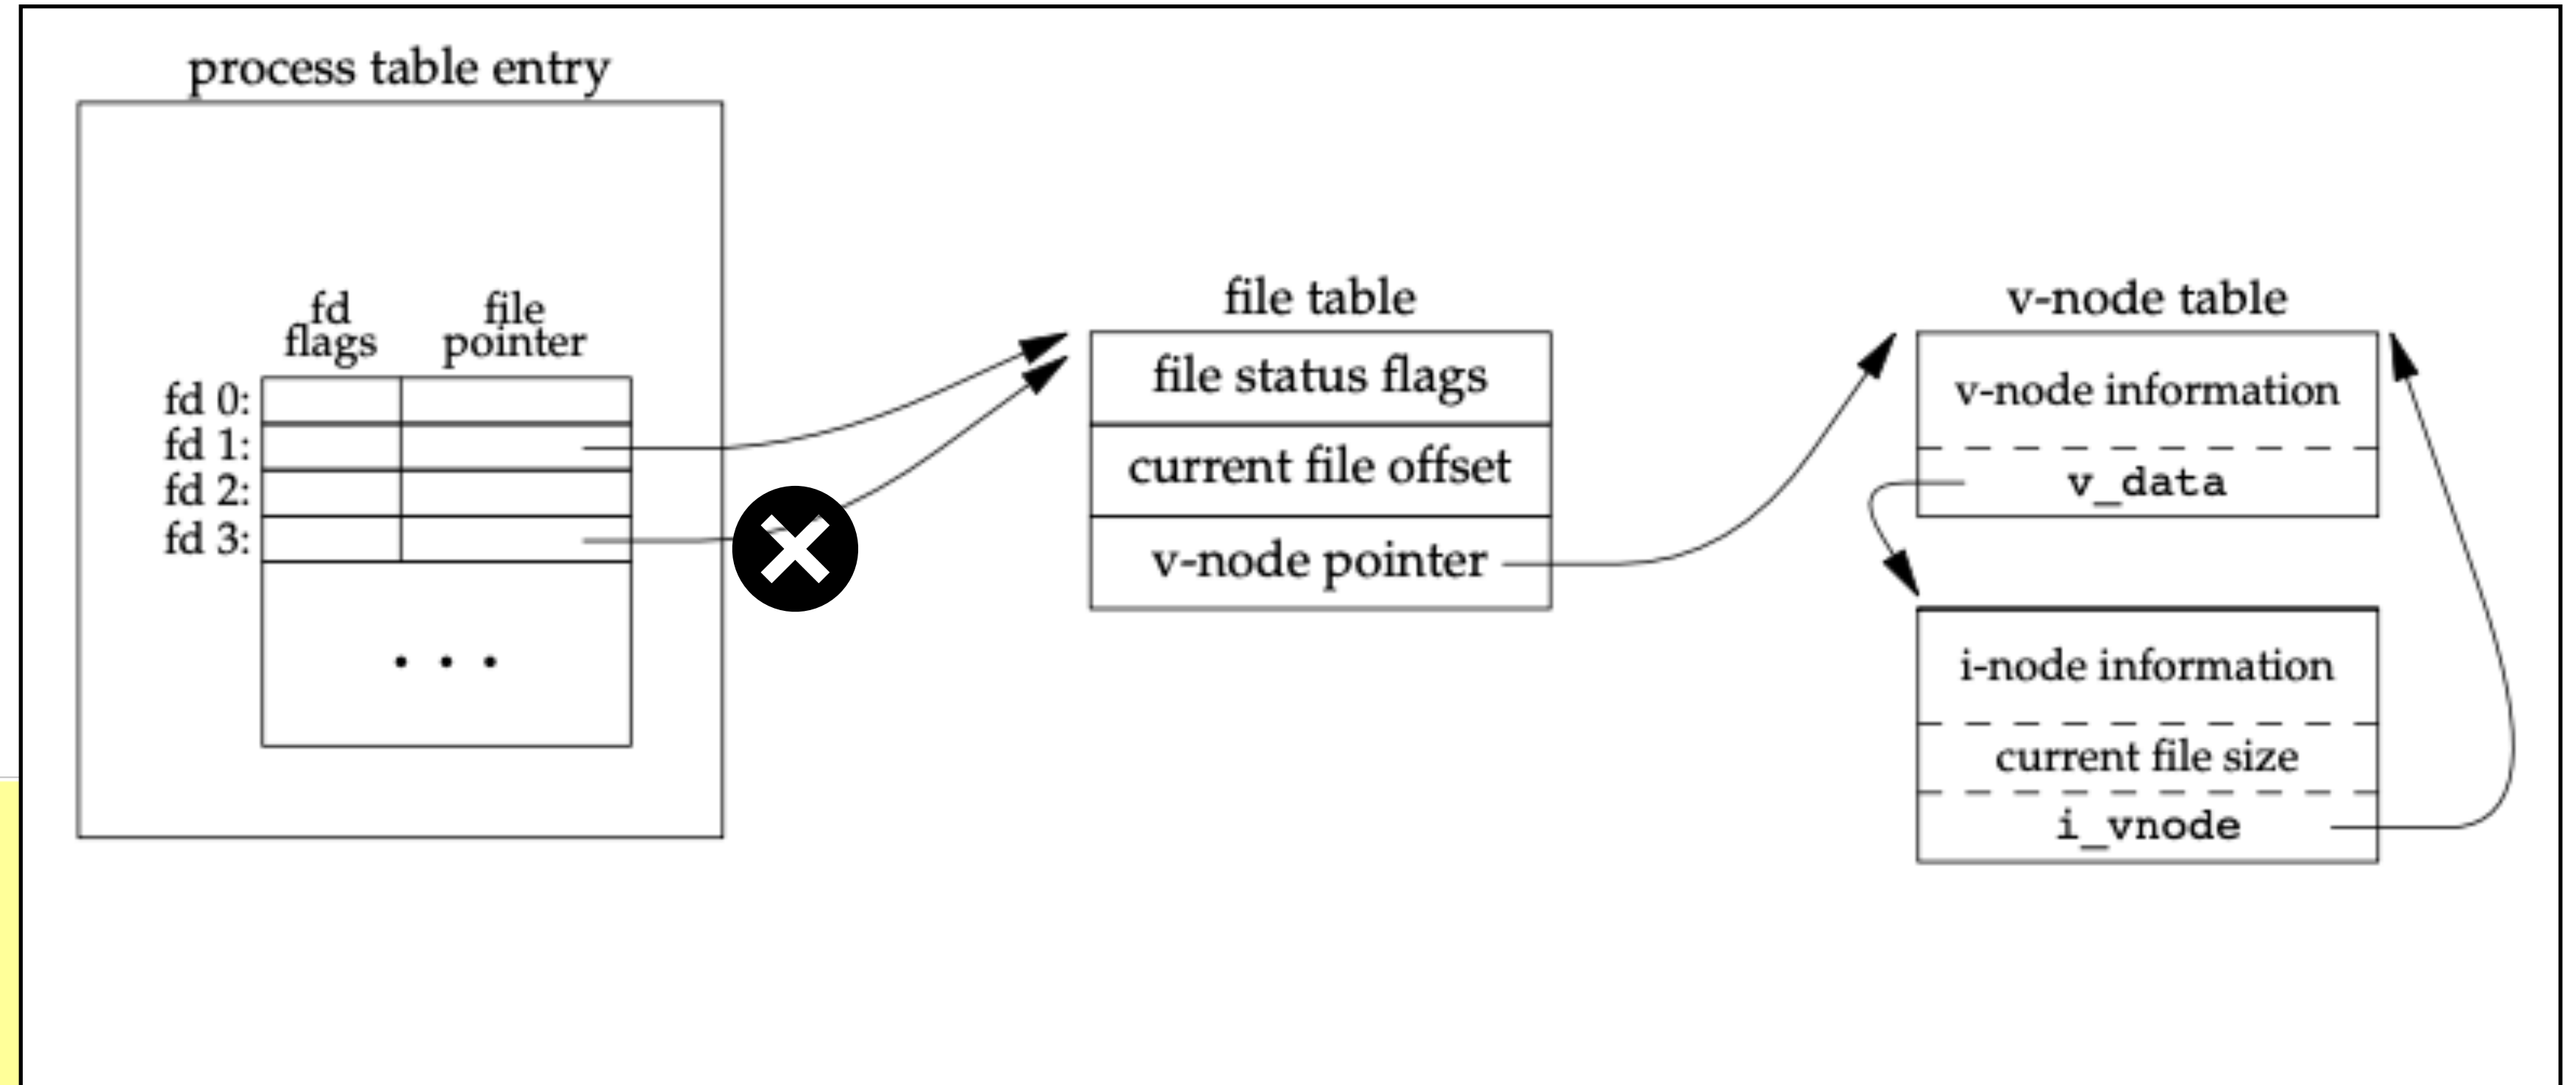 process table entry
fd
flags
file
pointer
fd 0:
fd 1:
fd 2:
fd 3:
. . .
file table
file status flags
current file offset
v-node pointer
v-node table
v-node information
v_data
i-node information
current file size
i_vnode